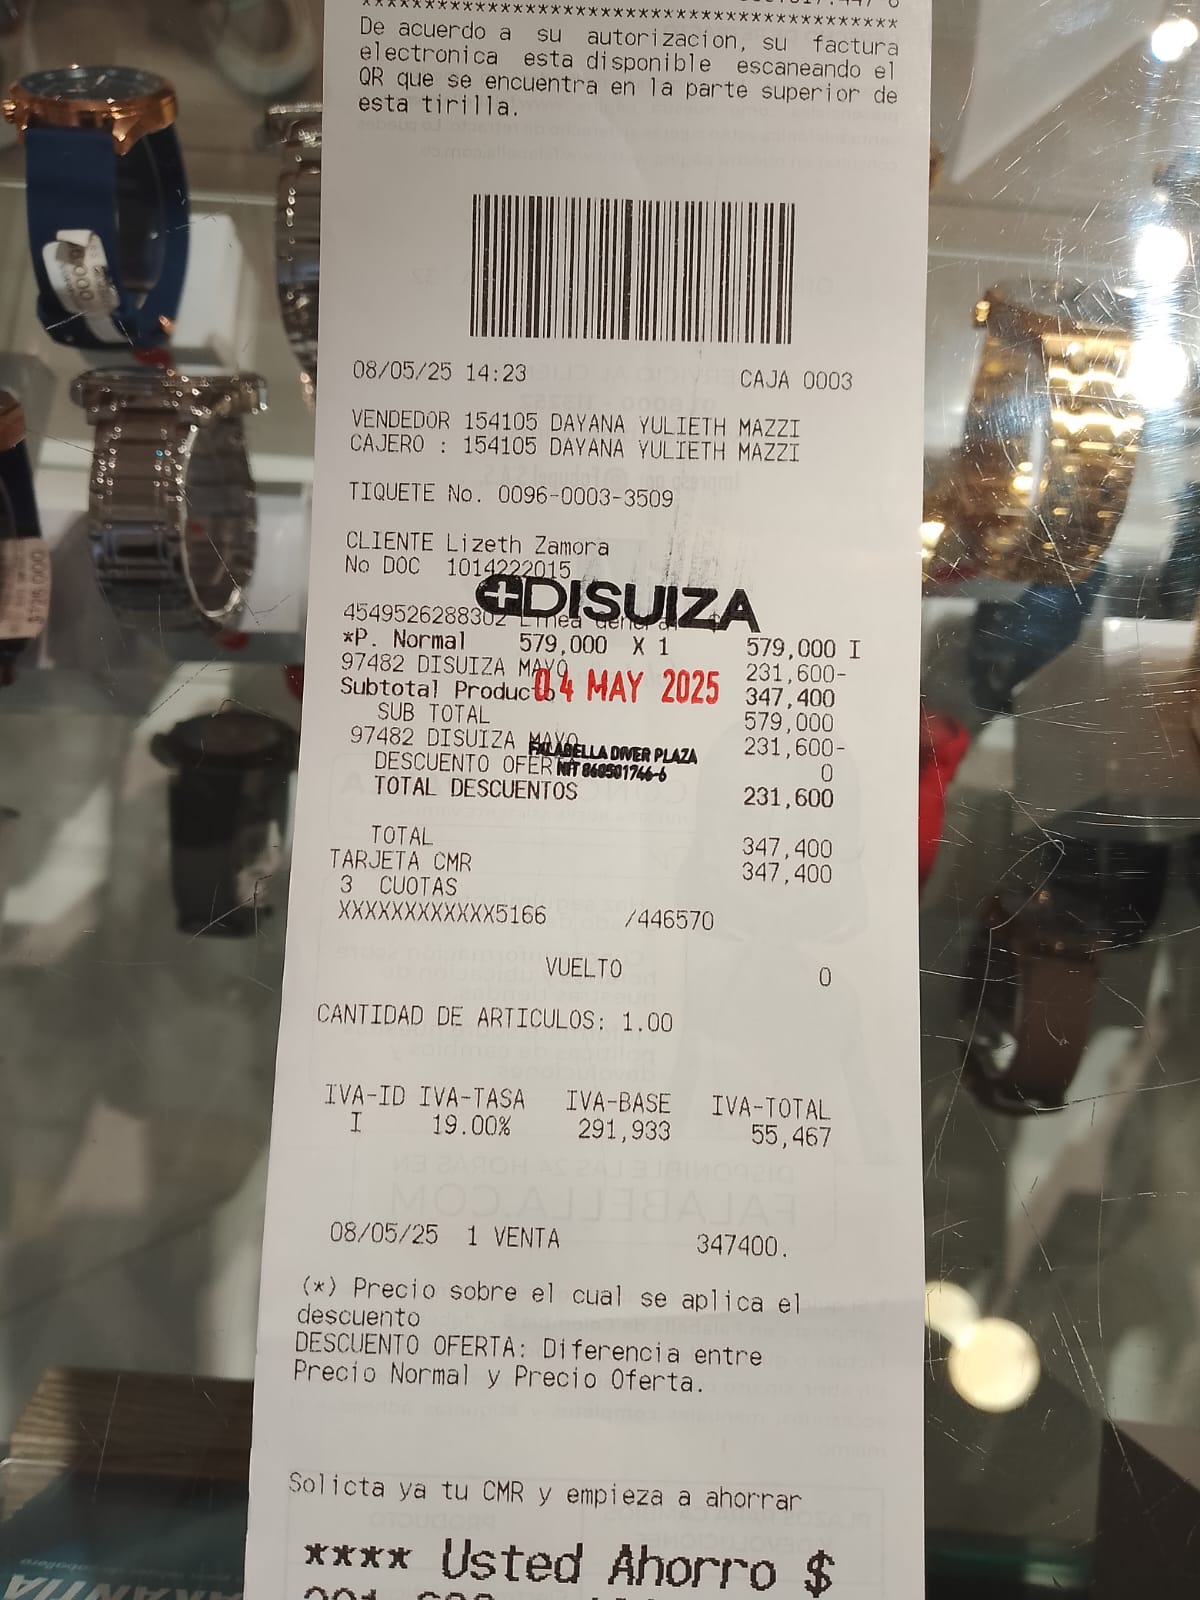 ******************************************
De acuerdo a su autorizacion, su factura
electronica esta disponible escaneando el
QR que se encuentra en la parte superior de
esta tirilla.
08/05/25 14:23 CAJA 0003
VENDEDOR 154105 DAYANA YULIETH MAZZI
CAJERO : 154105 DAYANA YULIETH MAZZI
TIQUETE No. 0096-0003-3509
CLIENTE Lizeth Zamora
No DOC 1014222015
DISUIZA
4549526288302 Linea General $
*P. Normal 579,000 X 1 579,000 I
97482 DISUIZA MAYO 231,600-
Subtotal Producto 347,400
04 MAY 2025
SUB TOTAL 579,000
97482 DISUIZA MAYO 231,600-
FALABELLA DIVER PLAZA
DESCUENTO OFER 0
NIT 860501766-6
TOTAL DESCUENTOS 231,600
TOTAL 347,400
TARJETA CMR 347,400
3 CUOTAS
XXXXXXXXXXXX5166 /446570
VUELTO 0
CANTIDAD DE ARTICULOS: 1.00
IVA-ID IVA-TASA IVA-BASE IVA-TOTAL
I 19.00% 291,933 55,467
08/05/25 1 VENTA 347400.
(*) Precio sobre el cual se aplica el
descuento
DESCUENTO OFERTA: Diferencia entre
Precio Normal y Precio Oferta.
Solicta ya tu CMR y empieza a ahorrar
**** Usted Ahorro $